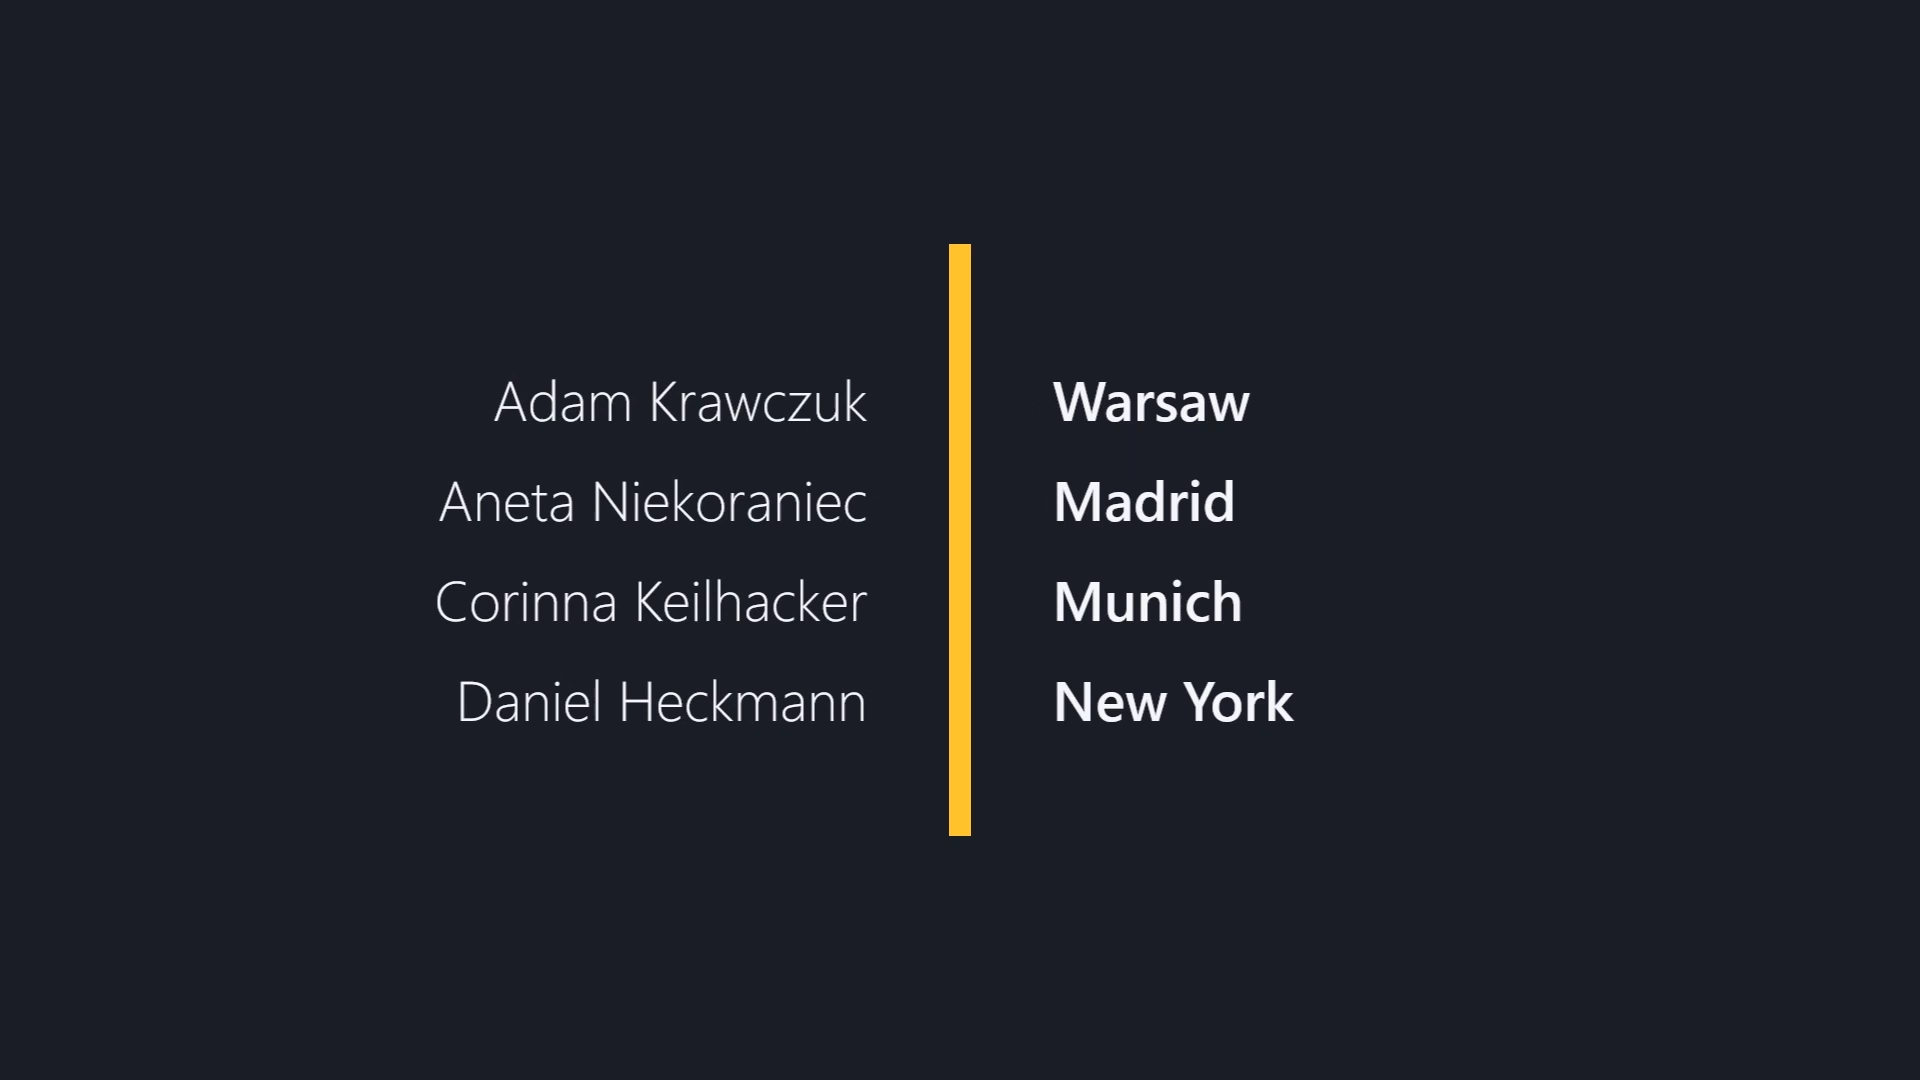 Adam Krawczuk Warsaw
Aneta Niekoraniec Madrid
Corinna Keilhacker Munich
Daniel Heckmann New York